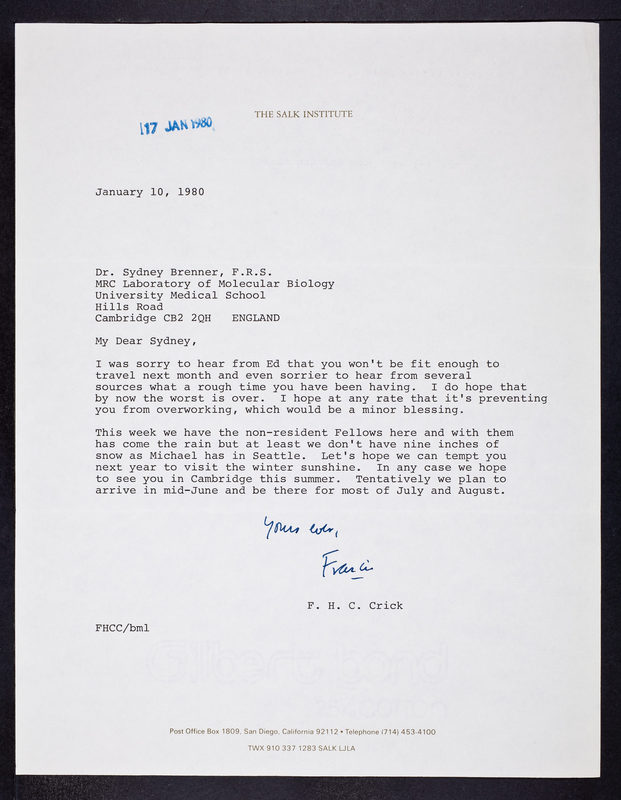 THE SALK INSTITUTE
17 JAN 1980
January 10, 1980
Dr. Sydney Brenner, F.R.S.
MRC Laboratory of Molecular Biology
University Medical School
Hills Road
Cambridge CB2 2QH   ENGLAND
My Dear Sydney,
I was sorry to hear from Ed that you won't be fit enough to
travel next month and even sorrier to hear from several
sources what a rough time you have been having.  I do hope that
by now the worst is over.  I hope at any rate that it's preventing
you from overworking, which would be a minor blessing.
This week we have the non-resident Fellows here and with them
has come the rain but at least we don't have nine inches of
snow as Michael has in Seattle.  Let's hope we can tempt you
next year to visit the winter sunshine.  In any case we hope
to see you in Cambridge this summer.  Tentatively we plan to
arrive in mid-June and be there for most of July and August.
Yours ever,
Francis
F. H. C. Crick
FHCC/bml
Gilbert bond
Post Office Box 1809, San Diego, California 92112 • Telephone (714) 453-4100
TWX 910 337 1283 SALK LJLA